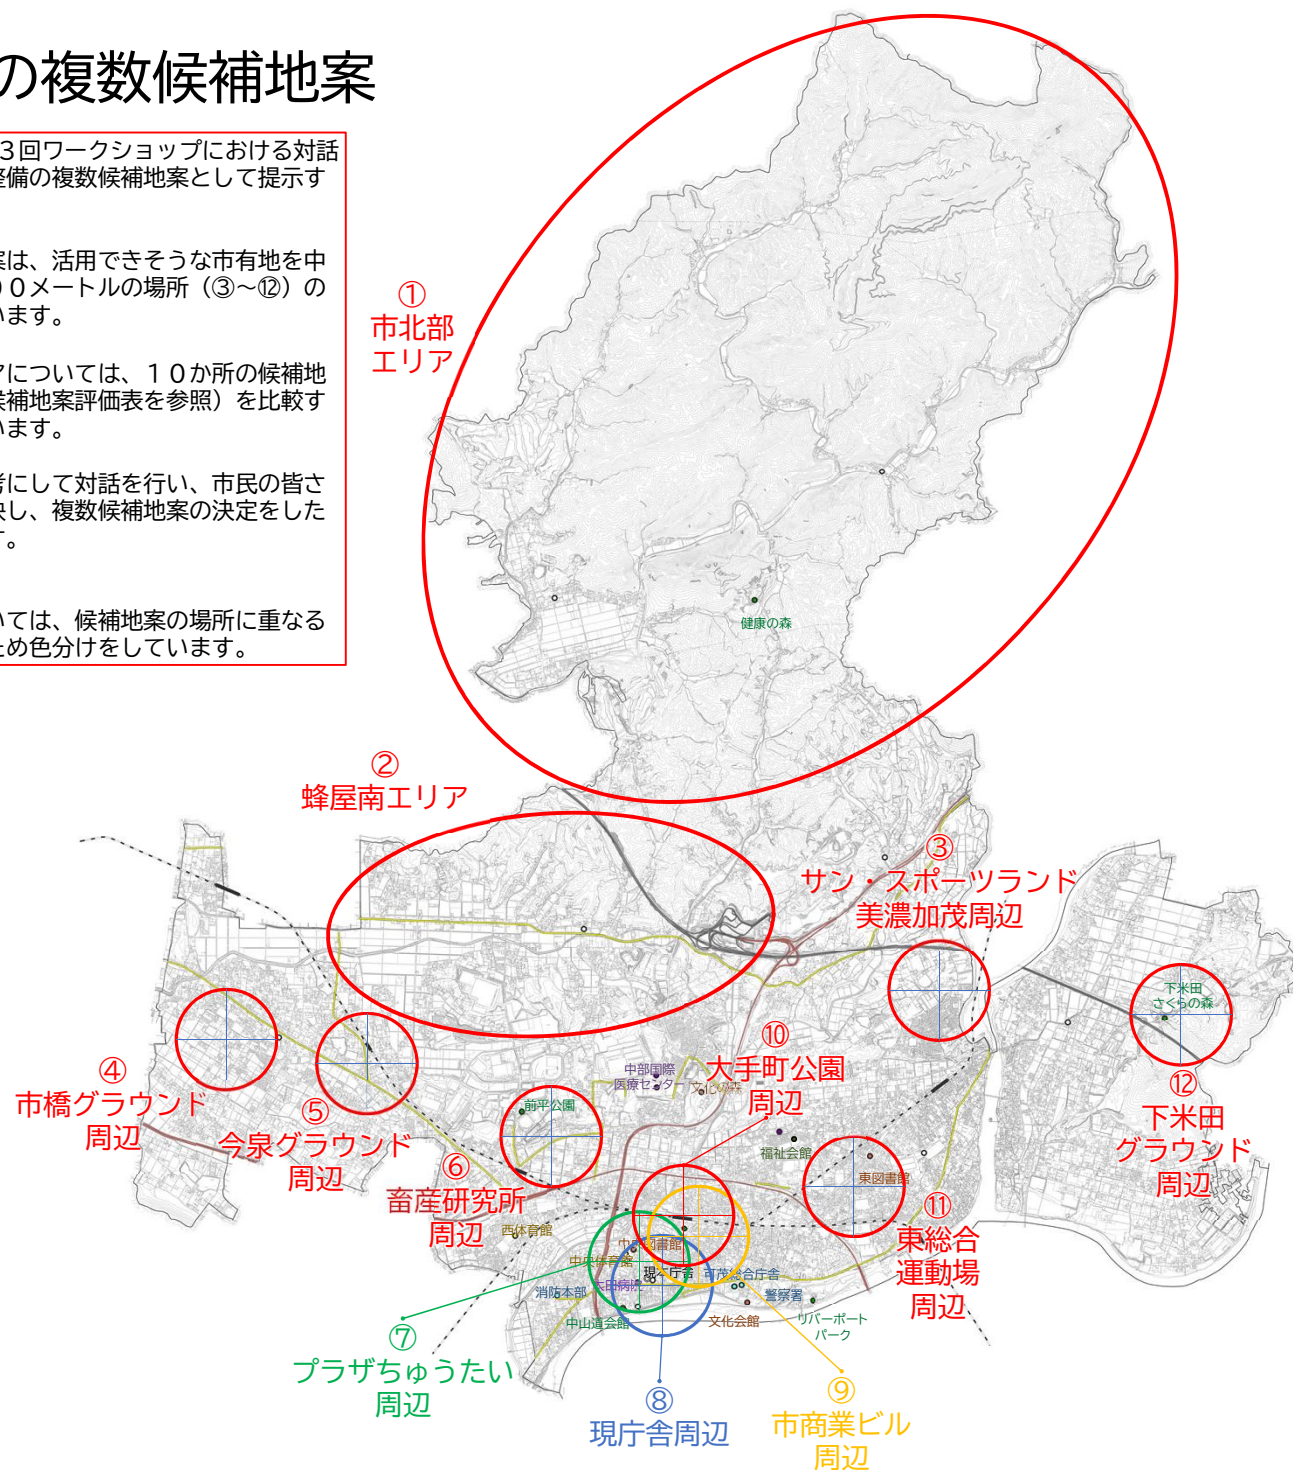 の複数候補地案
３回ワークショップにおける対話
整備の複数候補地案として提示す
案は、活用できそうな市有地を中
００メートルの場所（③～⑫）の
います。
アについては、１０か所の候補地
候補地案評価表を参照）を比較す
います。
考にして対話を行い、市民の皆さ
映し、複数候補地案の決定をした
す。
いては、候補地案の場所に重なる
ため色分けをしています。
①
市北部
エリア
健康の森
②
蜂屋南エリア
③
サン・スポーツランド
美濃加茂周辺
下米田
さくらの森
④
市橋グラウンド
周辺
⑤
今泉グラウンド
周辺
⑥
畜産研究所
周辺
前平公園
中部国際
医療センター
文化の森
⑩
大手町公園
周辺
福祉会館
東図書館
⑪
東総合
運動場
周辺
⑫
下米田
グラウンド
周辺
西体育館
中央図書館
中央体育館
現庁舎
可茂総合庁舎
消防本部
太田病院
警察署
中山道会館
文化会館
リバーポート
パーク
⑦
プラザちゅうたい
周辺
⑧
現庁舎周辺
⑨
市商業ビル
周辺